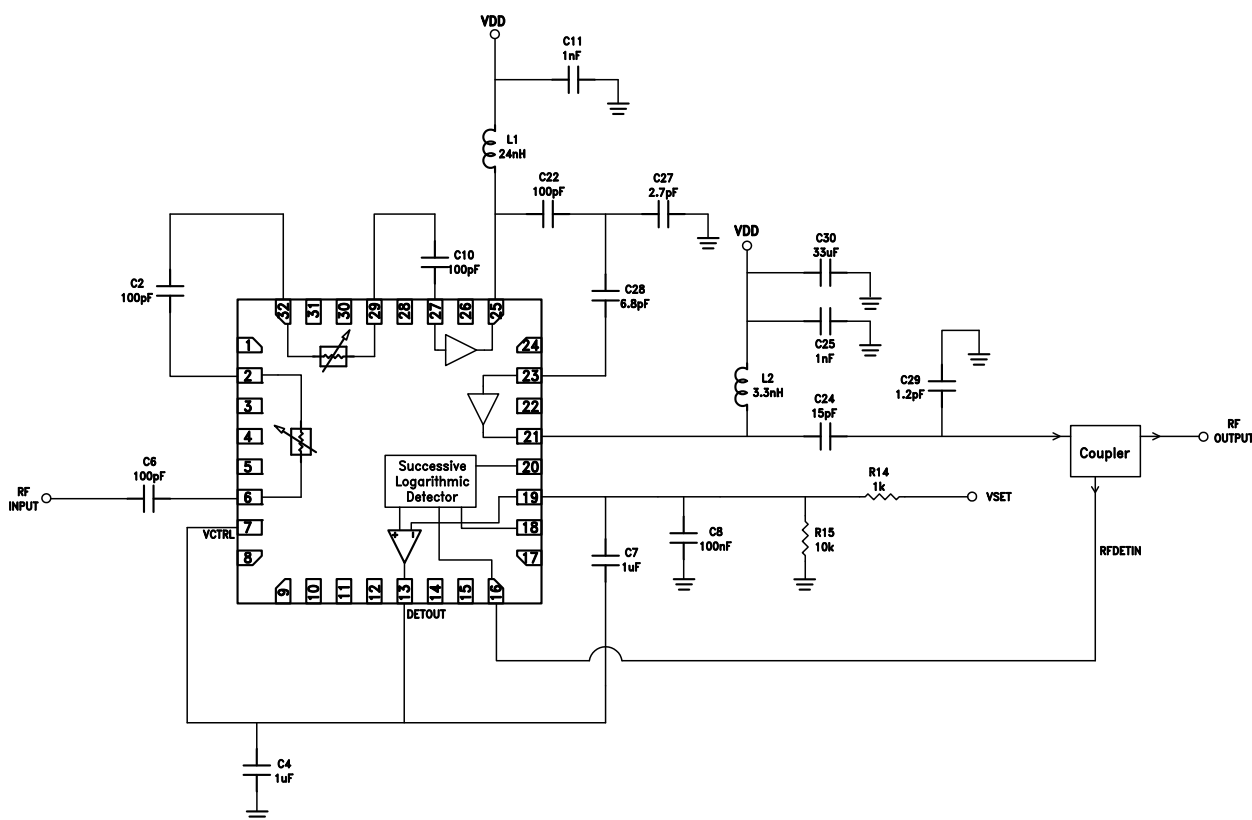 VDD
C11
1nF
L1
24nH
C22
100pF
C27
2.7pF
VDD
C30
33uF
C10
100pF
C2
100pF
C28
6.8pF
C25
1nF
32
31
30
29
28
27
26
25
1
2
3
4
5
6
7
8
24
23
22
21
20
19
18
17
L2
3.3nH
C24
15pF
C29
1.2pF
Coupler
RF
OUTPUT
Successive
Logarithmic
Detector
C6
100pF
RF
INPUT
VCTRL
R14
1k
VSET
C8
100nF
R15
10k
C7
1uF
RFDETIN
+
-
9
10
11
12
13
14
15
16
DETOUT
C4
1uF